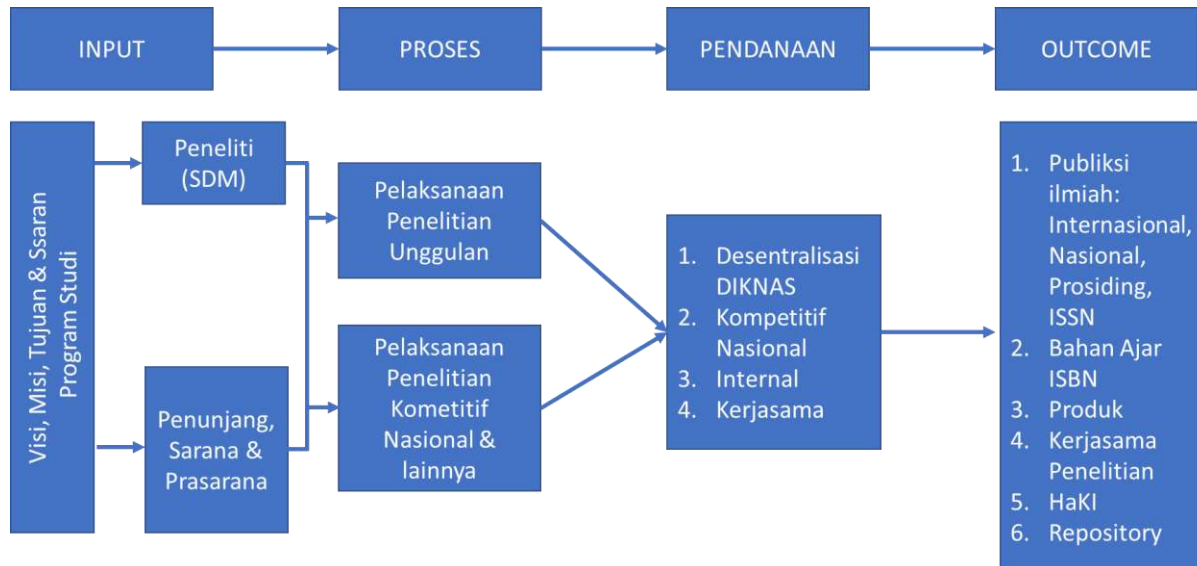 INPUT
PROSES
PENDANAAN
OUTCOME
Visi, Misi, Tujuan & Ssaran
Program Studi
Peneliti
(SDM)
Penunjang,
Sarana &
Prasarana
Pelaksanaan
Penelitian
Unggulan
Pelaksanaan
Penelitian
Kometitif
Nasional &
lainnya
1. Desentralisasi
DIKNAS
2. Kompetitif
Nasional
3. Internal
4. Kerjasama
1. Publiksi
ilmiah:
Internasional,
Nasional,
Prosiding,
ISSN
2. Bahan Ajar
ISBN
3. Produk
4. Kerjasama
Penelitian
5. HaKI
6. Repository